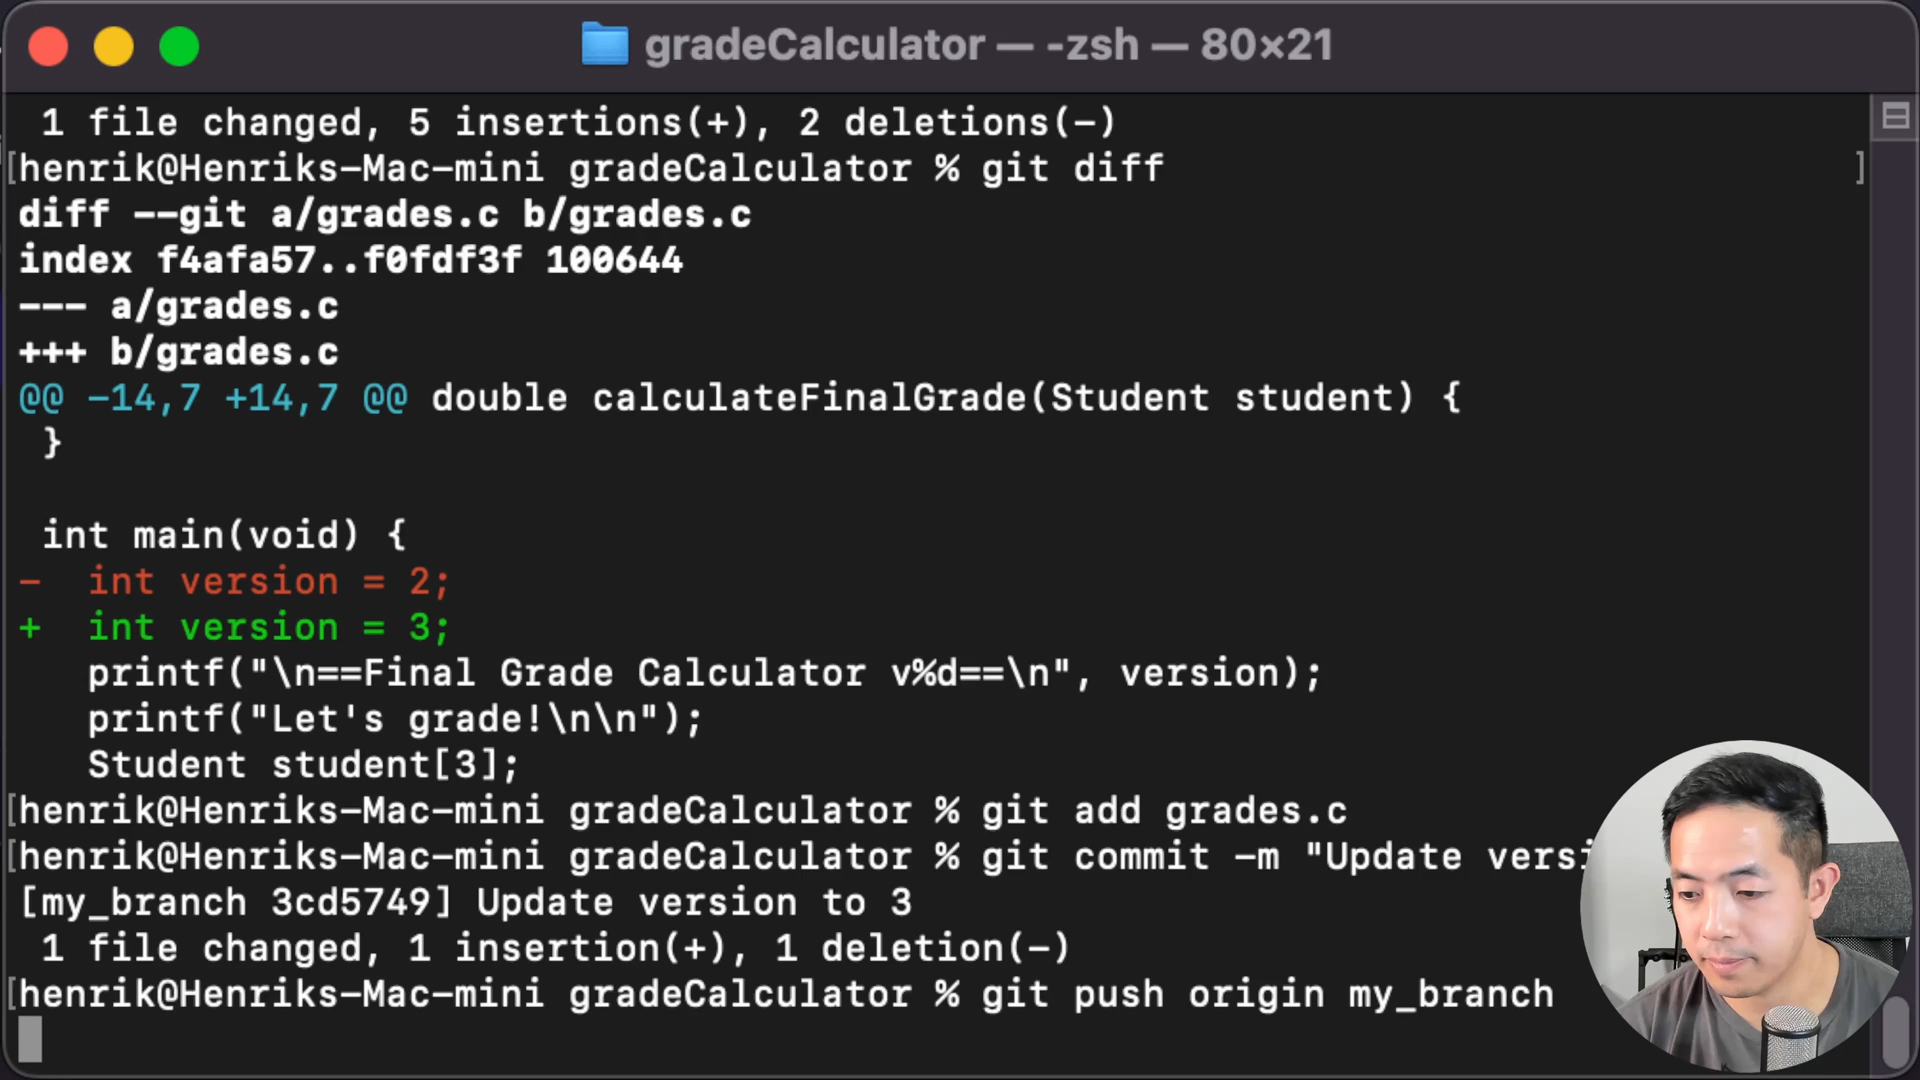 gradeCalculator — -zsh — 80×21
1 file changed, 5 insertions(+), 2 deletions(-)
[henrik@Henriks-Mac-mini gradeCalculator % git diff ]
diff --git a/grades.c b/grades.c
index f4afa57..f0fdf3f 100644
--- a/grades.c
+++ b/grades.c
@@ -14,7 +14,7 @@ double calculateFinalGrade(Student student) {
}
int main(void) {
-  int version = 2;
+  int version = 3;
printf("\n==Final Grade Calculator v%d==\n", version);
printf("Let's grade!\n\n");
Student student[3];
[henrik@Henriks-Mac-mini gradeCalculator % git add grades.c
[henrik@Henriks-Mac-mini gradeCalculator % git commit -m "Update versi
[my_branch 3cd5749] Update version to 3
1 file changed, 1 insertion(+), 1 deletion(-)
[henrik@Henriks-Mac-mini gradeCalculator % git push origin my_branch